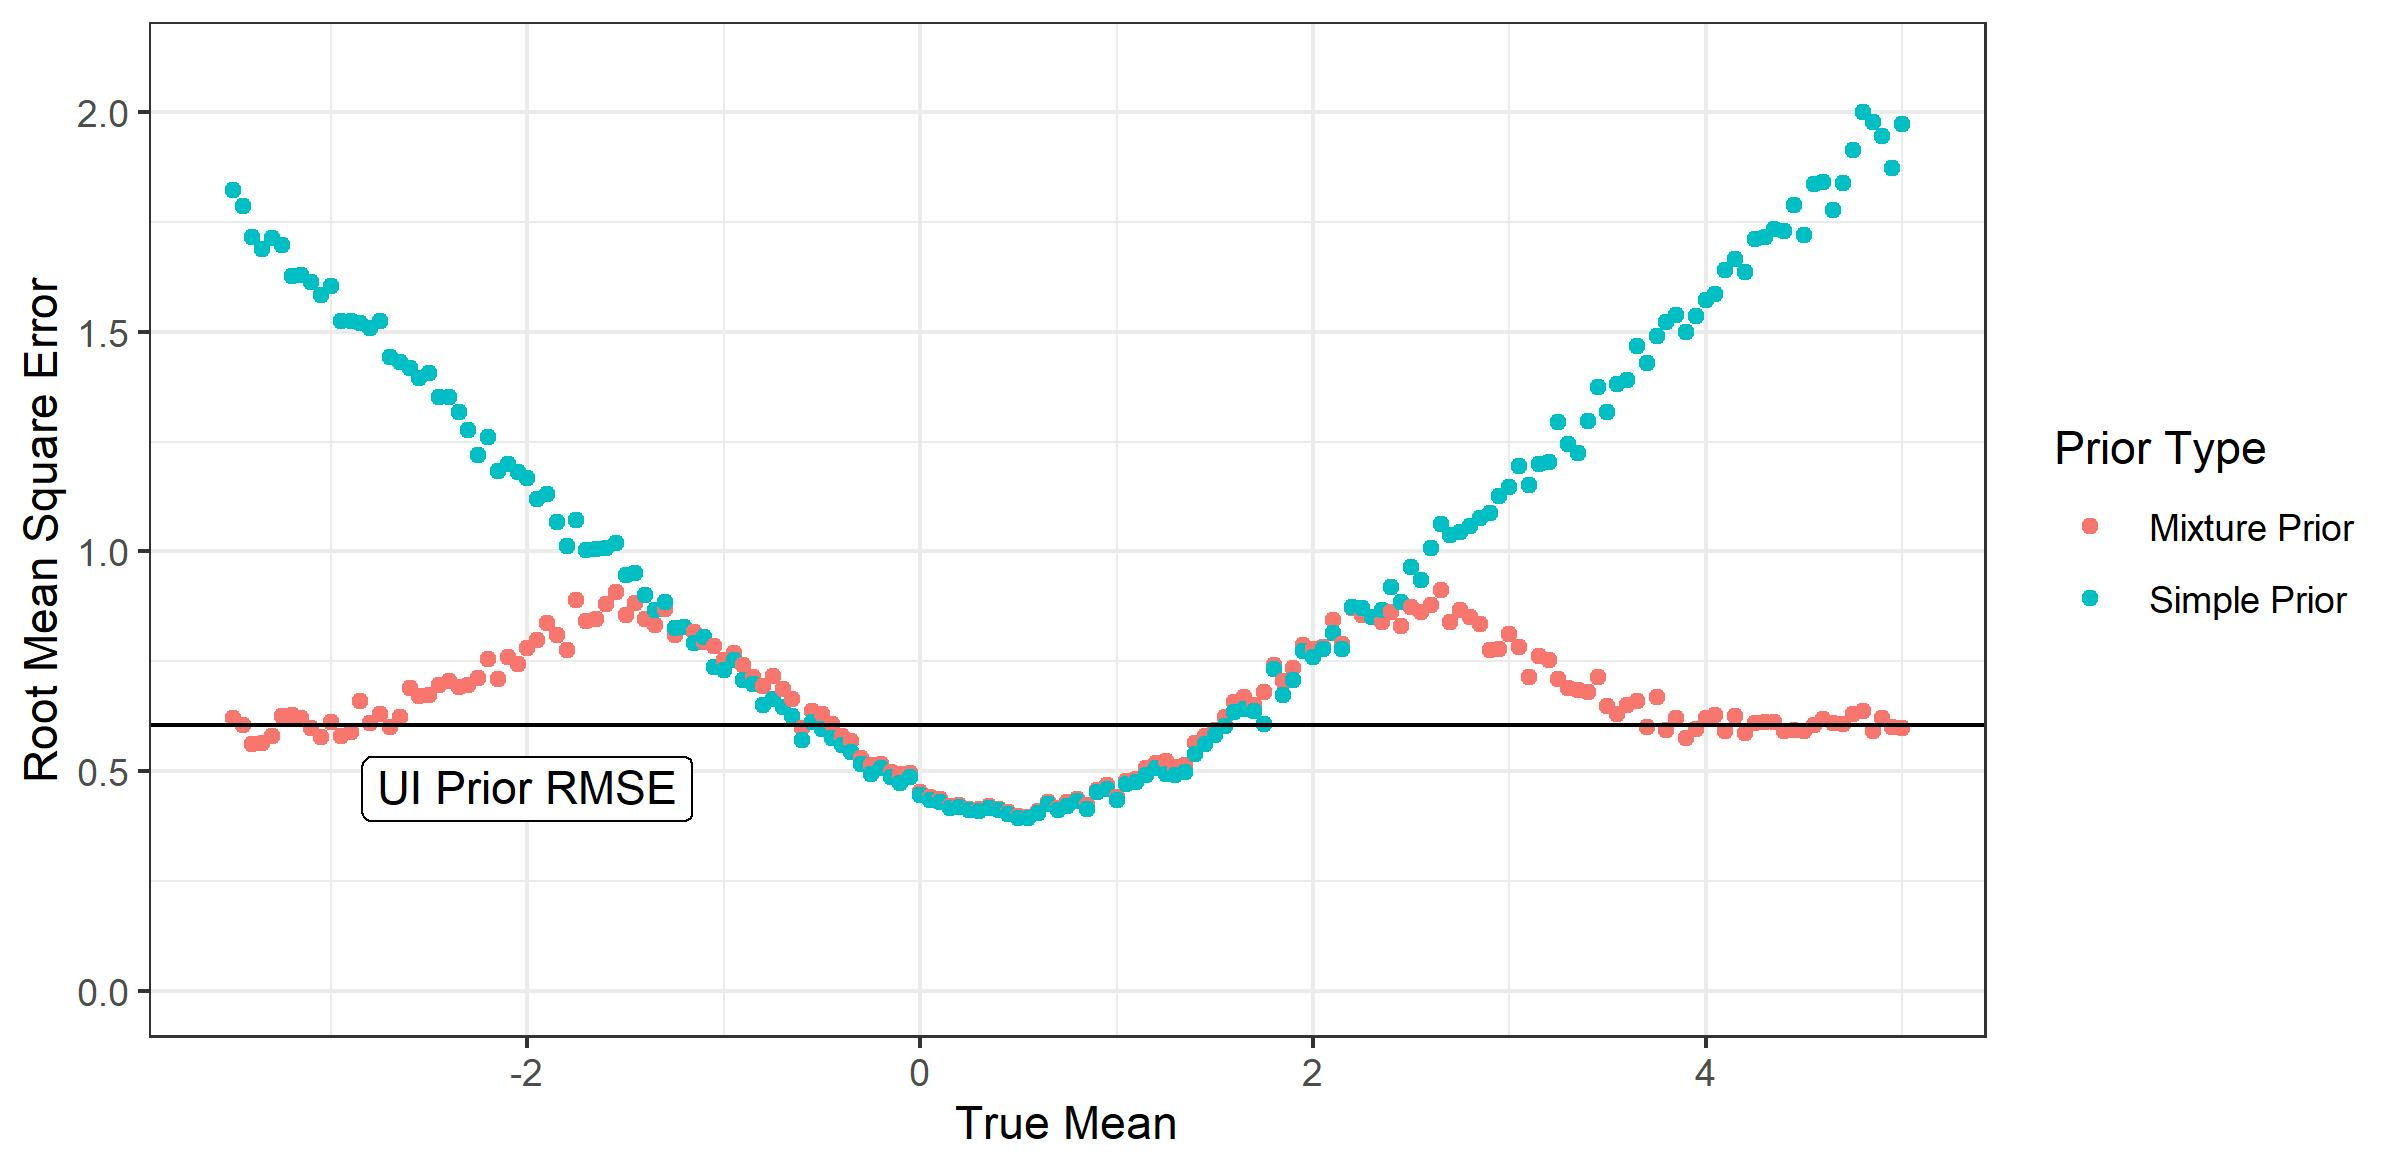 Root Mean Square Error
2.0
1.5
1.0
0.5
0.0
UI Prior RMSE
-2
0
2
4
True Mean
Prior Type
Mixture Prior
Simple Prior